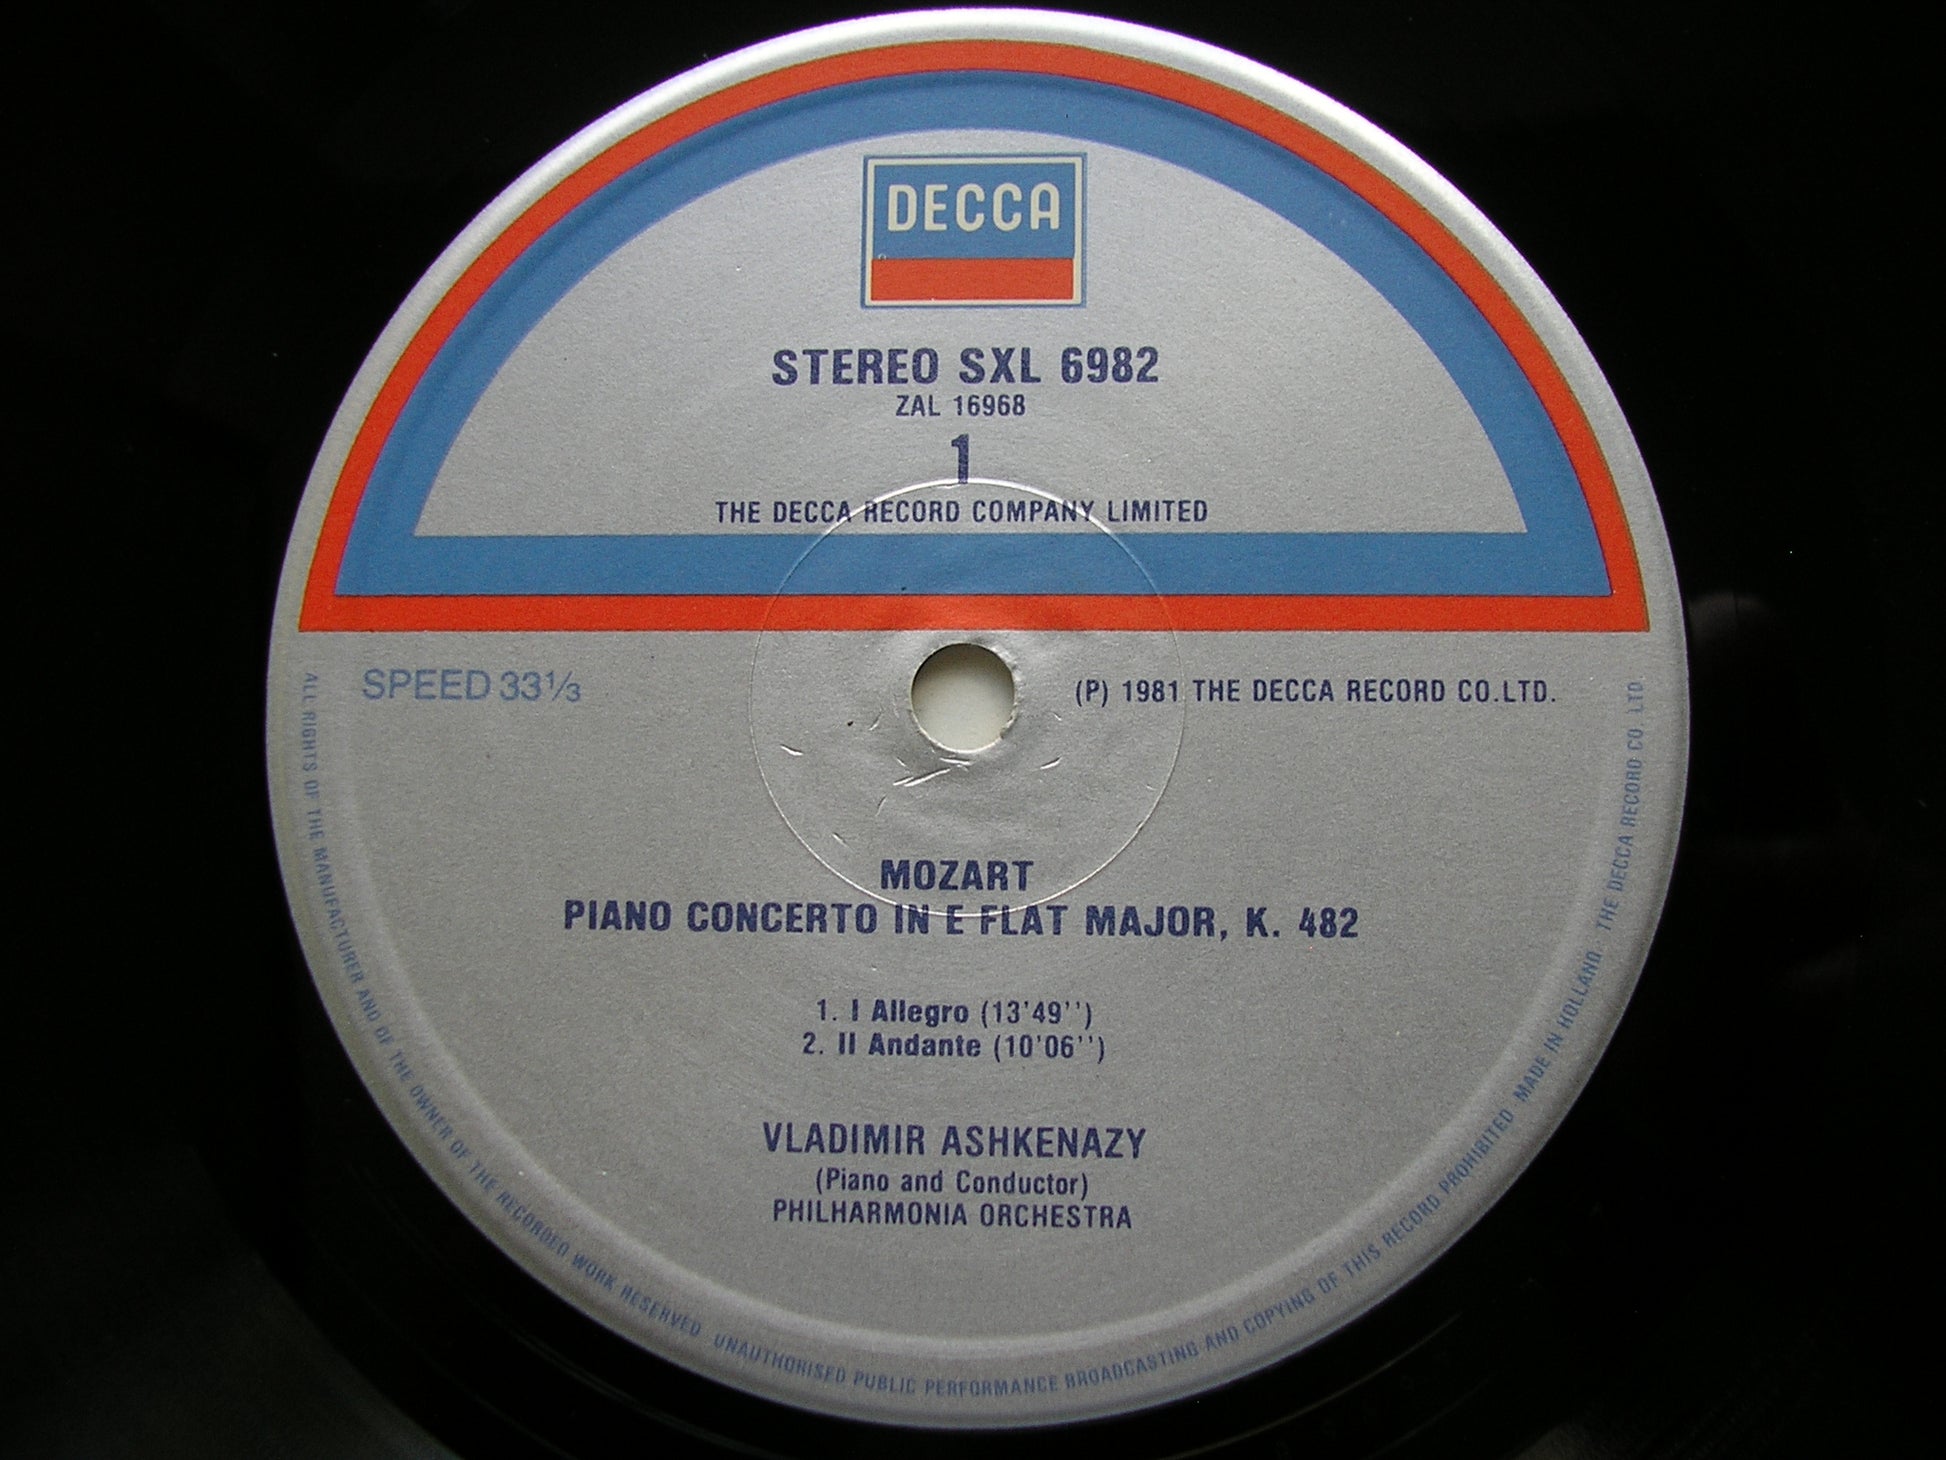 DECCA
STEREO SXL 6982
ZAL 16968
1
THE DECCA RECORD COMPANY LIMITED
SPEED 33⅓
(P) 1981 THE DECCA RECORD CO.LTD.
MOZART
PIANO CONCERTO IN E FLAT MAJOR, K. 482
1. I Allegro (13'49'')
2. II Andante (10'06'')
VLADIMIR ASHKENAZY
(Piano and Conductor)
PHILHARMONIA ORCHESTRA
ALL RIGHTS OF THE MANUFACTURER AND OF THE OWNER OF THE RECORDED WORK RESERVED UNAUTHORISED PUBLIC PERFORMANCE BROADCASTING AND COPYING OF THIS RECORD PROHIBITED MADE IN HOLLAND · THE DECCA RECORD CO. LTD